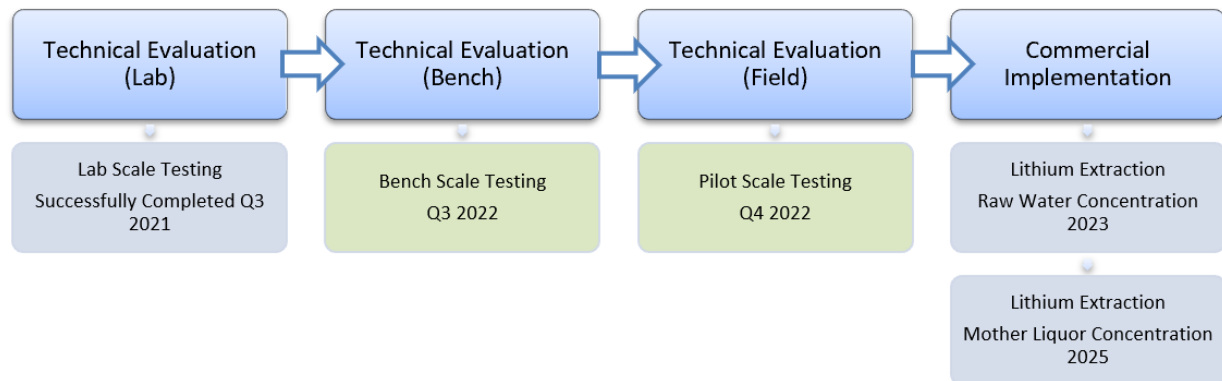 Technical Evaluation
(Lab)
Technical Evaluation
(Bench)
Technical Evaluation
(Field)
Commercial
Implementation
Lab Scale Testing
Successfully Completed Q3
2021
Bench Scale Testing
Q3 2022
Pilot Scale Testing
Q4 2022
Lithium Extraction
Raw Water Concentration
2023
Lithium Extraction
Mother Liquor Concentration
2025